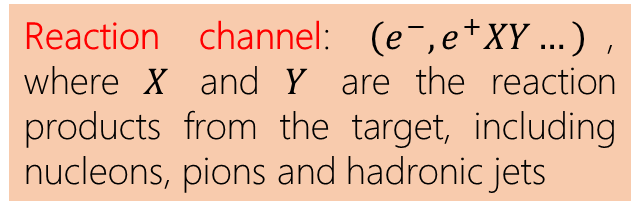 Reaction channel: (e⁻, e⁺XY ...) ,
where X and Y are the reaction
products from the target, including
nucleons, pions and hadronic jets